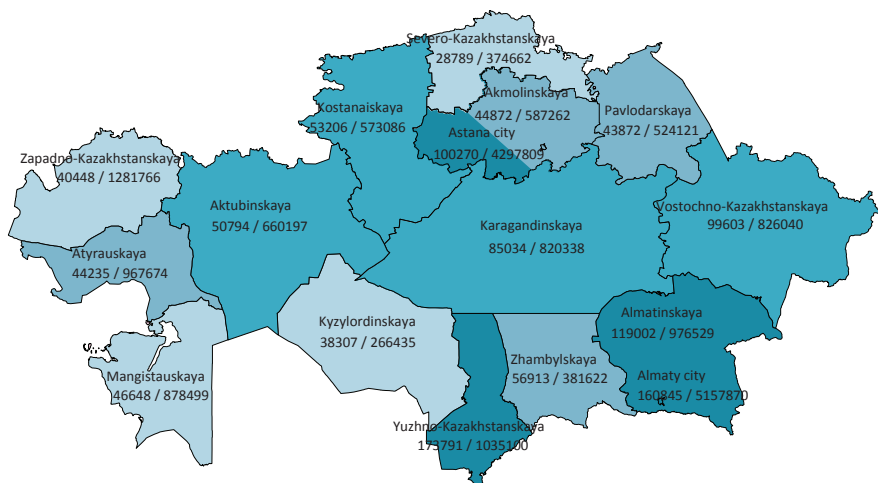 Severo-Kazakhstanskaya
28789 / 374662
Akmolinskaya
44872 / 587262
Kostanaiskaya
53206 / 573086
Pavlodarskaya
43872 / 524121
Astana city
100270 / 4297809
Zapadno-Kazakhstanskaya
40448 / 1281766
Aktubinskaya
50794 / 660197
Karagandinskaya
85034 / 820338
Vostochno-Kazakhstanskaya
99603 / 826040
Atyrauskaya
44235 / 967674
Almatinskaya
119002 / 976529
Kyzylordinskaya
38307 / 266435
Zhambylskaya
56913 / 381622
Mangistauskaya
46648 / 878499
Almaty city
160845 / 5157870
Yuzhno-Kazakhstanskaya
173791 / 1035100